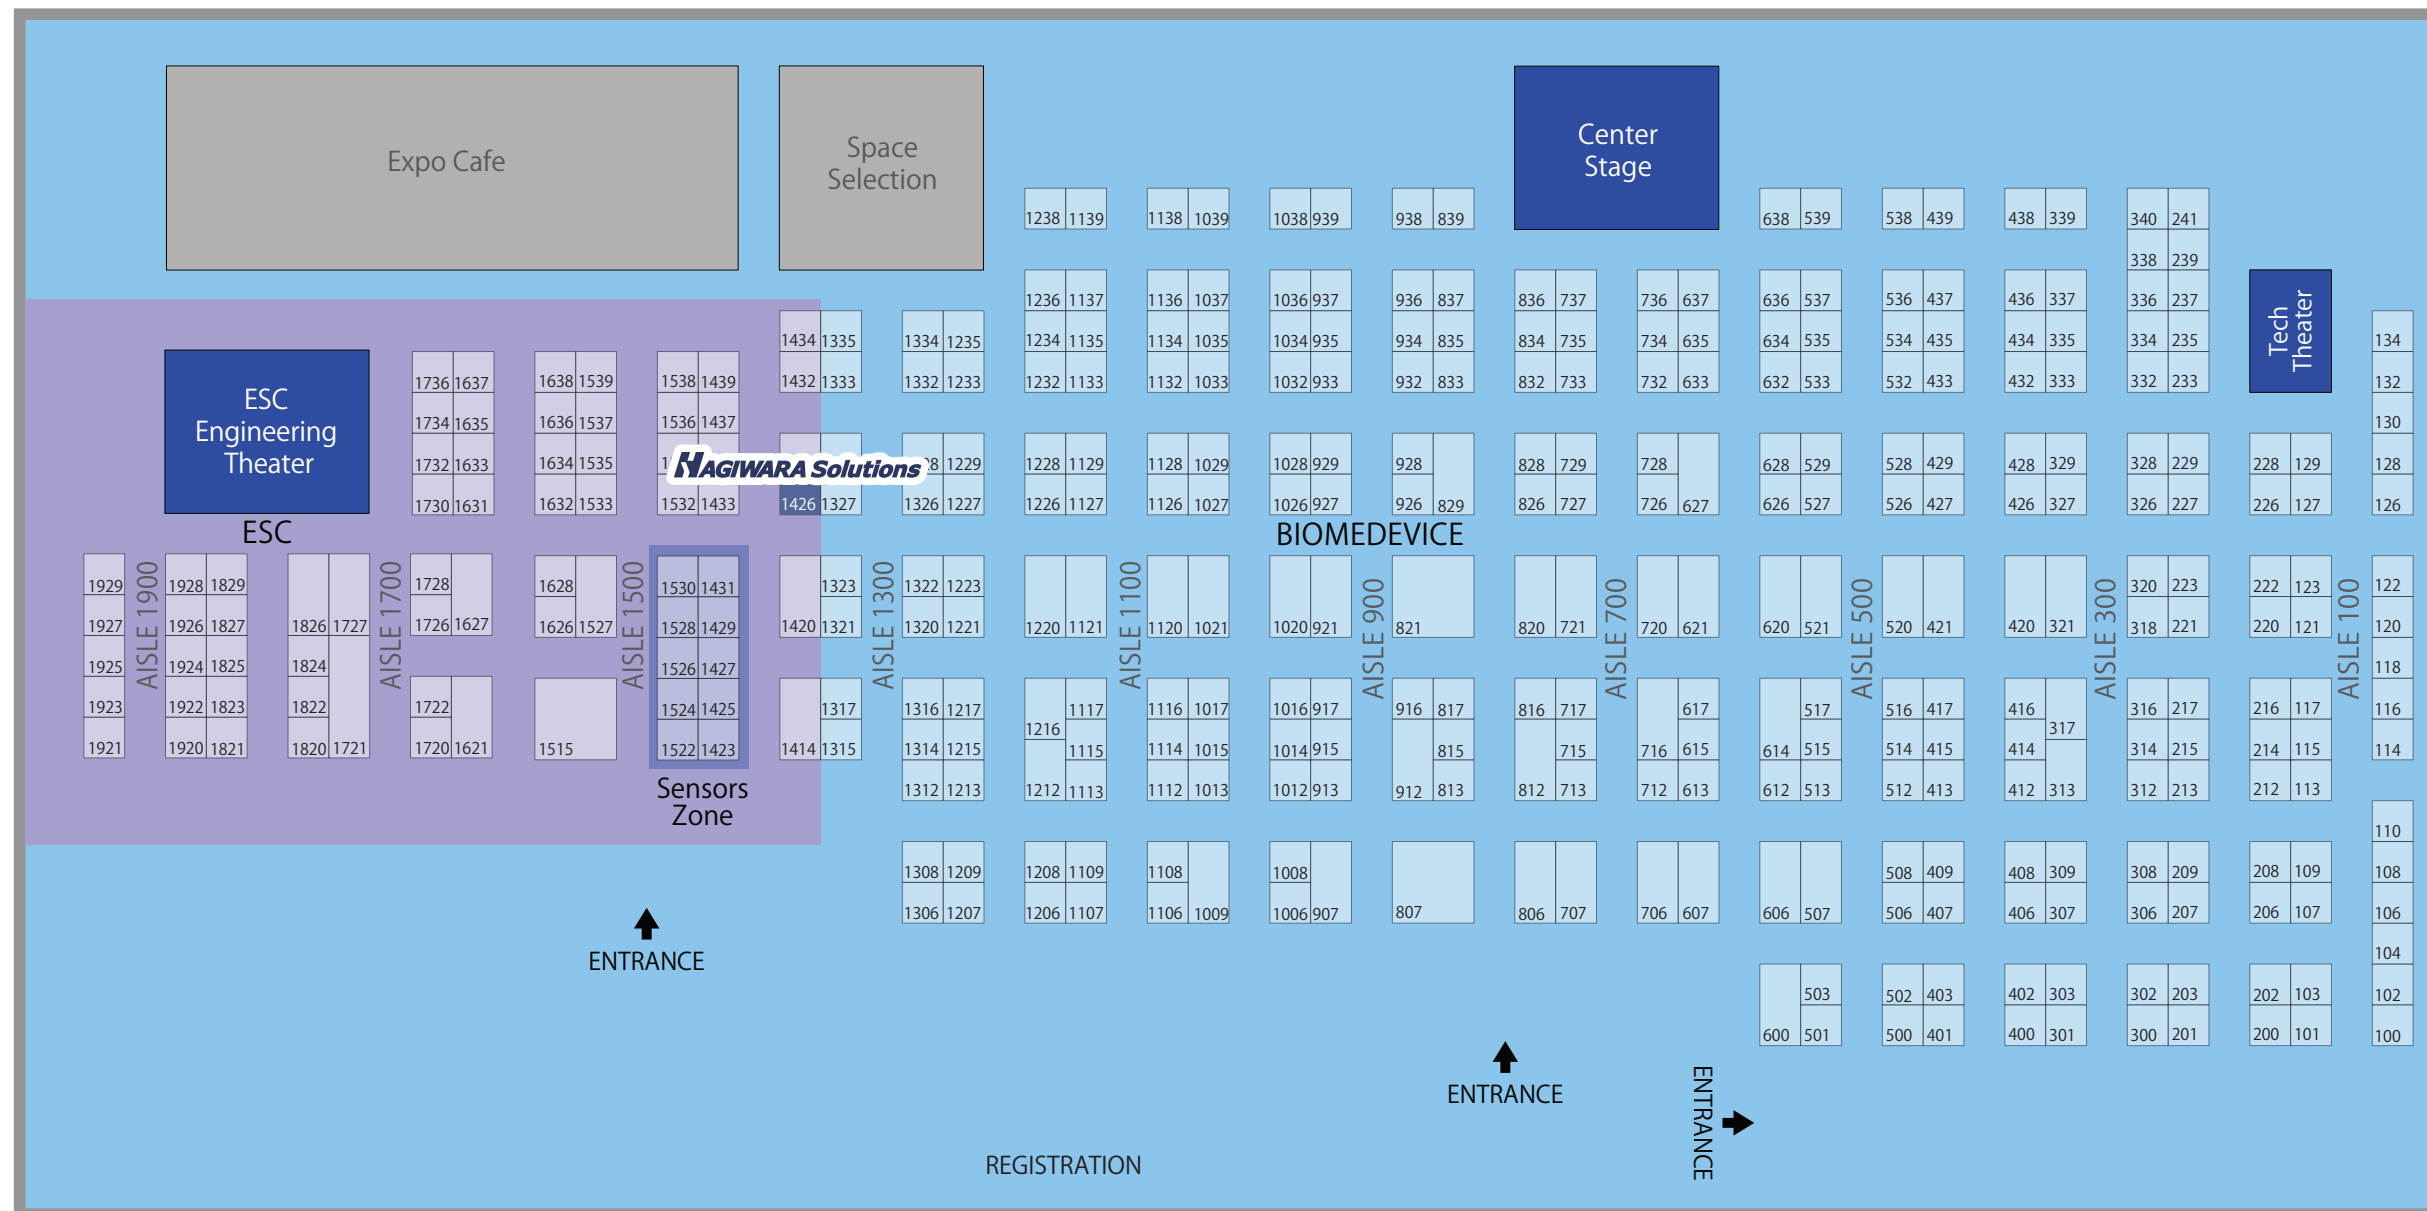 Expo Cafe
Space
Selection
Center
Stage
1238 1139 1138 1039 1038 939 938 839 638 539 538 439 438 339 340 241
338 239
1236 1137 1136 1037 1036 937 936 837 836 737 736 637 636 537 536 437 436 337 336 237
Tech
Theater
1434 1335 1334 1235 1234 1135 1134 1035 1034 935 934 835 834 735 734 635 634 535 534 435 434 335 334 235 134
1736 1637 1638 1539 1538 1439 1432 1333 1332 1233 1232 1133 1132 1033 1032 933 932 833 832 733 732 633 632 533 532 433 432 333 332 233 132
ESC
Engineering
Theater
1734 1635 1636 1537 1536 1437 130
1732 1633 1634 1535 HAGIWARA Solutions 1229 1228 1129 1128 1029 1028 929 928 828 729 728 628 529 528 429 428 329 328 229 228 129 128
1730 1631 1632 1533 1532 1433 1426 1327 1326 1227 1226 1127 1126 1027 1026 927 926 829 826 727 726 627 626 527 526 427 426 327 326 227 226 127 126
ESC
BIOMEDEVICE
1929 1928 1829 1728 1628 1530 1431 1323 1322 1223 320 223 222 123 122
1927 1926 1827 1826 1727 1726 1627 1626 1527 1528 1429 1420 1321 1320 1221 1220 1121 1120 1021 1020 921 821 820 721 720 621 620 521 520 421 420 321 318 221 220 121 120
AISLE 1900
AISLE 1700
AISLE 1500
AISLE 1300
AISLE 1100
AISLE 900
AISLE 700
AISLE 500
AISLE 300
AISLE 100
1925 1924 1825 1824 1526 1427 118
1923 1922 1823 1822 1722 1524 1425 1317 1316 1217 1117 1116 1017 1016 917 916 817 816 717 617 517 516 417 416 316 217 216 117 116
1216 317
1921 1920 1821 1820 1721 1720 1621 1515 1522 1423 1414 1315 1314 1215 1115 1114 1015 1014 915 815 715 716 615 614 515 514 415 414 314 215 214 115 114
Sensors
Zone
1312 1213 1212 1113 1112 1013 1012 913 912 813 812 713 712 613 612 513 512 413 412 313 312 213 212 113
110
1308 1209 1208 1109 1108 1008 508 409 408 309 308 209 208 109 108
1306 1207 1206 1107 1106 1009 1006 907 807 806 707 706 607 606 507 506 407 406 307 306 207 206 107 106
ENTRANCE
104
503 502 403 402 303 302 203 202 103 102
600 501 500 401 400 301 300 201 200 101 100
ENTRANCE
ENTRANCE
REGISTRATION